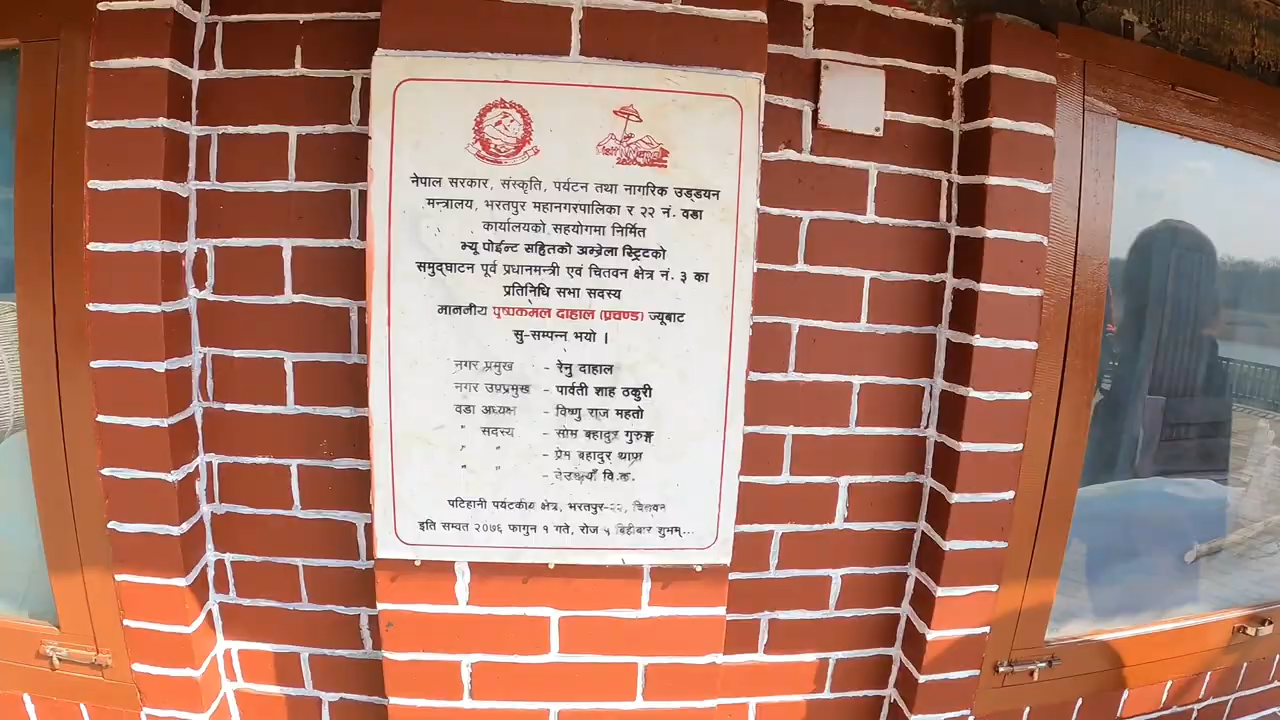 नेपाल सरकार, संस्कृति, पर्यटन तथा नागरिक उड्डयन
मन्त्रालय, भरतपुर महानगरपालिका र २२ नं. वडा
कार्यालयको सहयोगमा निर्मित
भ्यू पोईन्ट सहितको अम्ब्रेला स्ट्रिटको
समुद्घाटन पूर्व प्रधानमन्त्री एवं चितवन क्षेत्र नं. ३ का
प्रतिनिधि सभा सदस्य
माननीय पुष्पकमल दाहाल (प्रचण्ड) ज्यूबाट
सु-सम्पन्न भयो ।
नगर प्रमुख - रेनु दाहाल
नगर उपप्रमुख - पार्वती शाह ठकुरी
वडा अध्यक्ष - विष्णु राज महतो
" सदस्य - सोम बहादुर गुरुङ्ग
" " - प्रेम बहादुर थापा
" " - वि.क.
पटिहानी पर्यटकीय क्षेत्र, भरतपुर-२२, चितवन
इति सम्वत २०७६ फागुन १ गते, रोज ५ बिहीबार शुभम्...